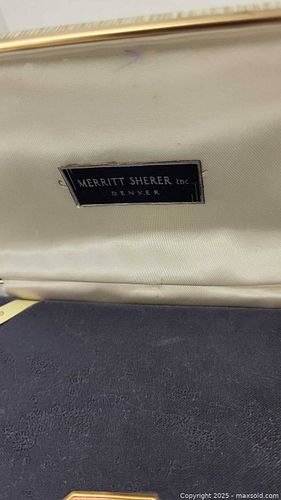 MERRITT SHERER Inc.
DENVER
© Copyright 2025 - maxsold.com